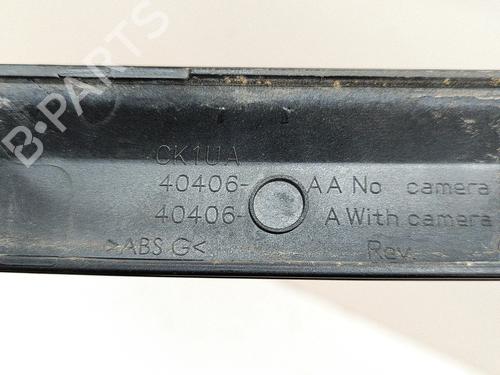 B-PARTS
CK1UA
40406- AA No camera
40406- A With camera
>ABS G< Rev.